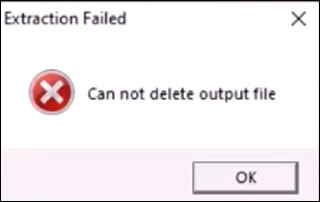 Extraction Failed
Can not delete output file
OK